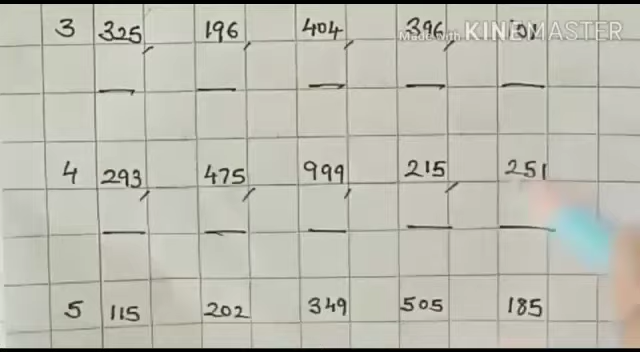 3 325, 196, 404, 396, 101
Made with KINEMASTER
4 293, 475, 999, 215, 251
5 115 202 349 505 185